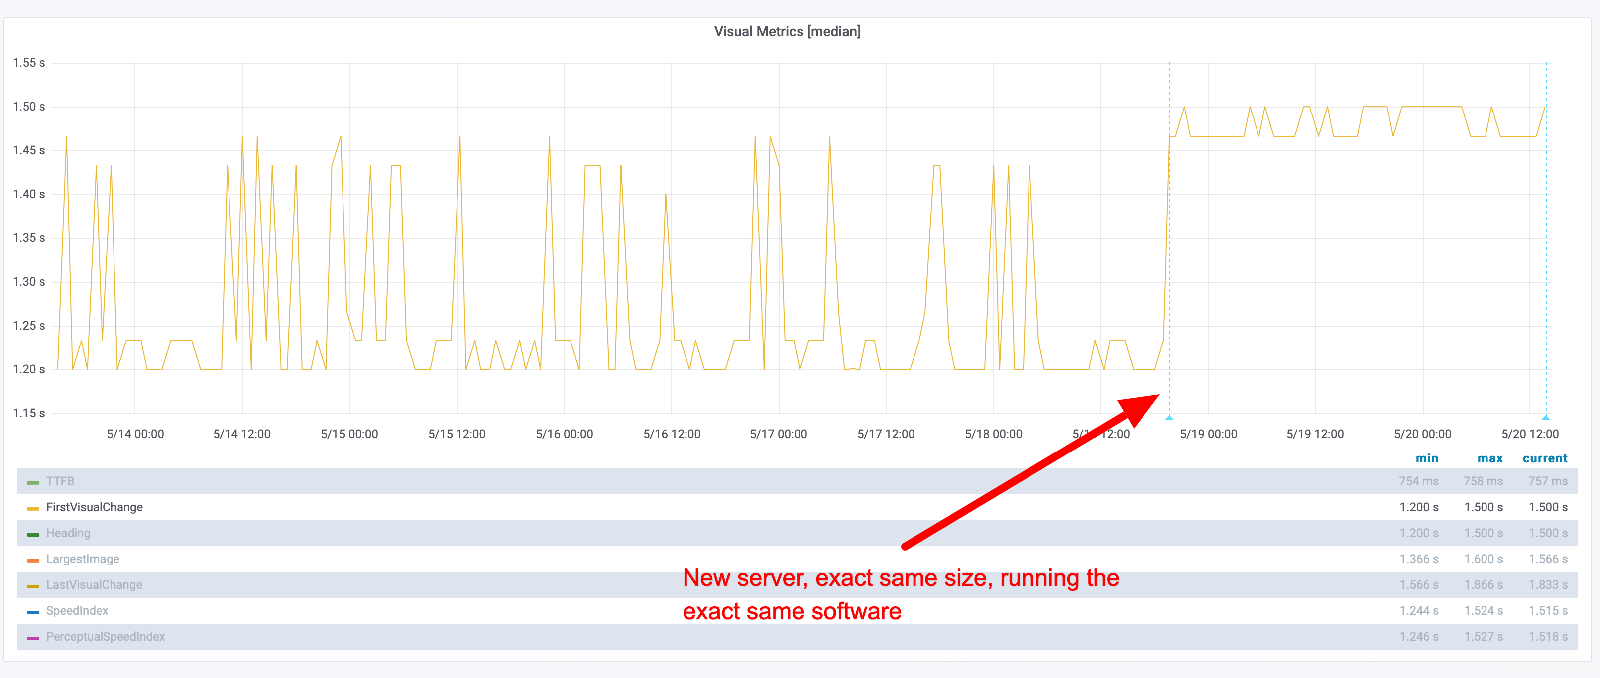 Visual Metrics [median]
1.55 s
1.50 s
1.45 s
1.40 s
1.35 s
1.30 s
1.25 s
1.20 s
1.15 s
5/14 00:00 5/14 12:00 5/15 00:00 5/15 12:00 5/16 00:00 5/16 12:00 5/17 00:00 5/17 12:00 5/18 00:00 12:00 5/19 00:00 5/19 12:00 5/20 00:00 5/20 12:00
min max current
TTFB 754 ms 758 ms 757 ms
FirstVisualChange 1.200 s 1.500 s 1.500 s
Heading 1.200 s 1.500 s 1.500 s
LargestImage 1.366 s 1.600 s 1.566 s
LastVisualChange 1.566 s 1.866 s 1.833 s
SpeedIndex 1.244 s 1.524 s 1.515 s
PerceptualSpeedIndex 1.246 s 1.527 s 1.518 s
New server, exact same size, running the
exact same software